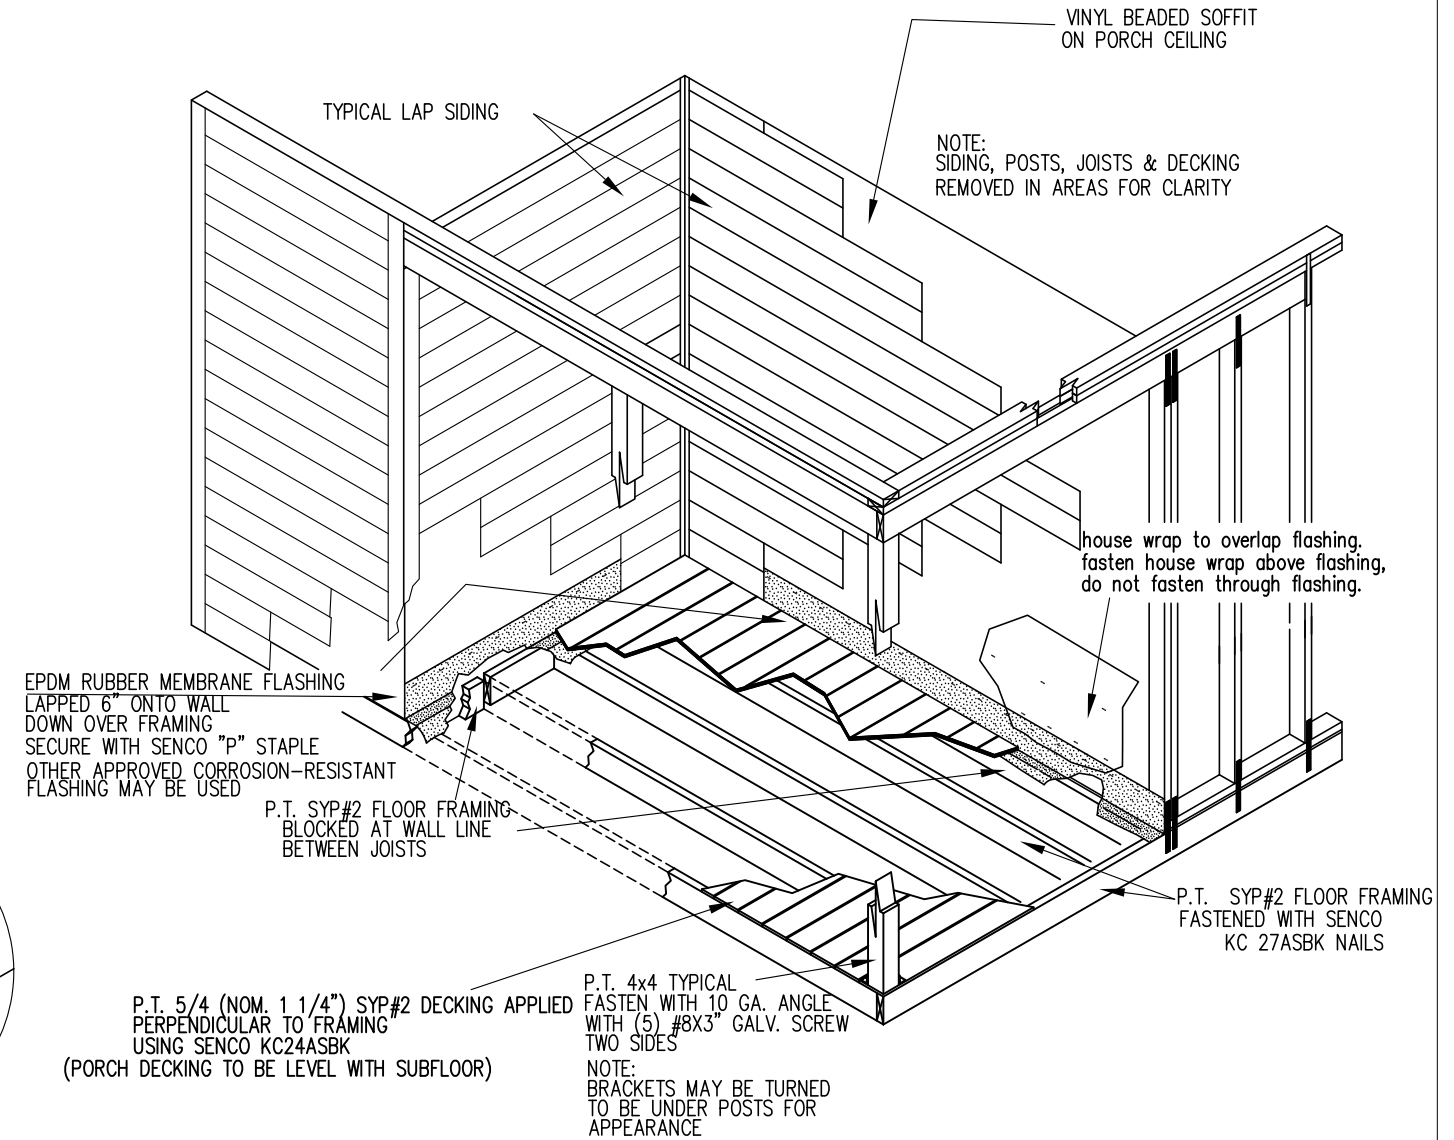 VINYL BEADED SOFFIT
ON PORCH CEILING
TYPICAL LAP SIDING
NOTE:
SIDING, POSTS, JOISTS & DECKING
REMOVED IN AREAS FOR CLARITY
house wrap to overlap flashing.
fasten house wrap above flashing,
do not fasten through flashing.
EPDM RUBBER MEMBRANE FLASHING
LAPPED 6" ONTO WALL
DOWN OVER FRAMING
SECURE WITH SENCO "P" STAPLE
OTHER APPROVED CORROSION-RESISTANT
FLASHING MAY BE USED
P.T. SYP#2 FLOOR FRAMING
BLOCKED AT WALL LINE
BETWEEN JOISTS
P.T. SYP#2 FLOOR FRAMING
FASTENED WITH SENCO
KC 27ASBK NAILS
P.T. 5/4 (NOM. 1 1/4") SYP#2 DECKING APPLIED
PERPENDICULAR TO FRAMING
USING SENCO KC24ASBK
(PORCH DECKING TO BE LEVEL WITH SUBFLOOR)
P.T. 4x4 TYPICAL
FASTEN WITH 10 GA. ANGLE
WITH (5) #8X3" GALV. SCREW
TWO SIDES
NOTE:
BRACKETS MAY BE TURNED
TO BE UNDER POSTS FOR
APPEARANCE